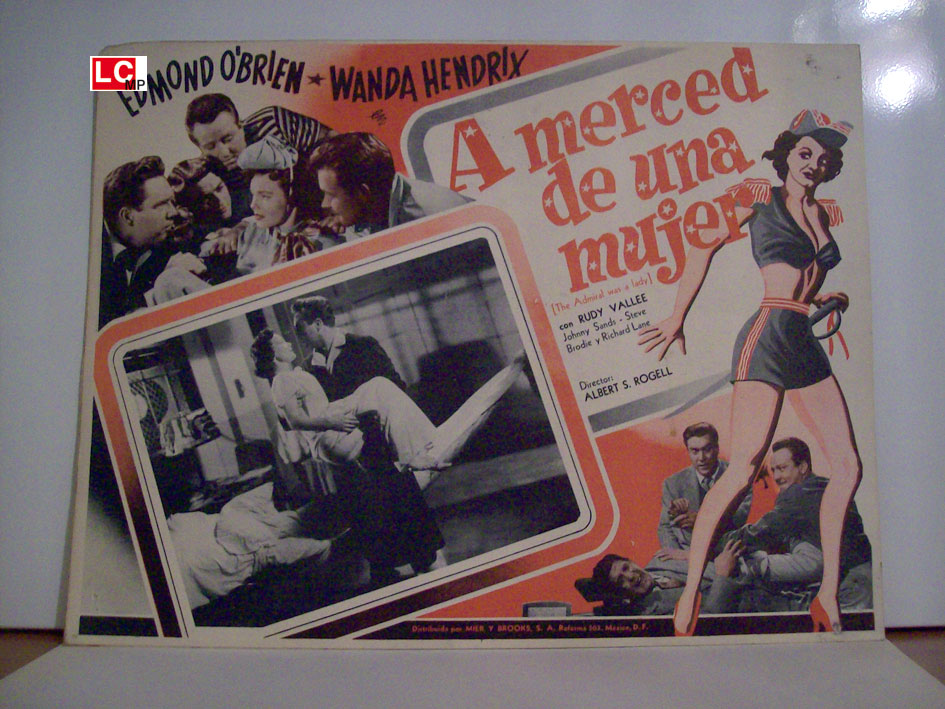 LC
MP
EDMOND O'BRIEN ★ WANDA HENDRIX
A merced
de una
mujer
[The Admiral was a lady]
con RUDY VALLEE
Johnny Sands - Steve
Brodie y Richard Lane
Director:
ALBERT S. ROGELL
Distribuida por MIER Y BROOKS, S. A. Reforma 503, México, D. F.